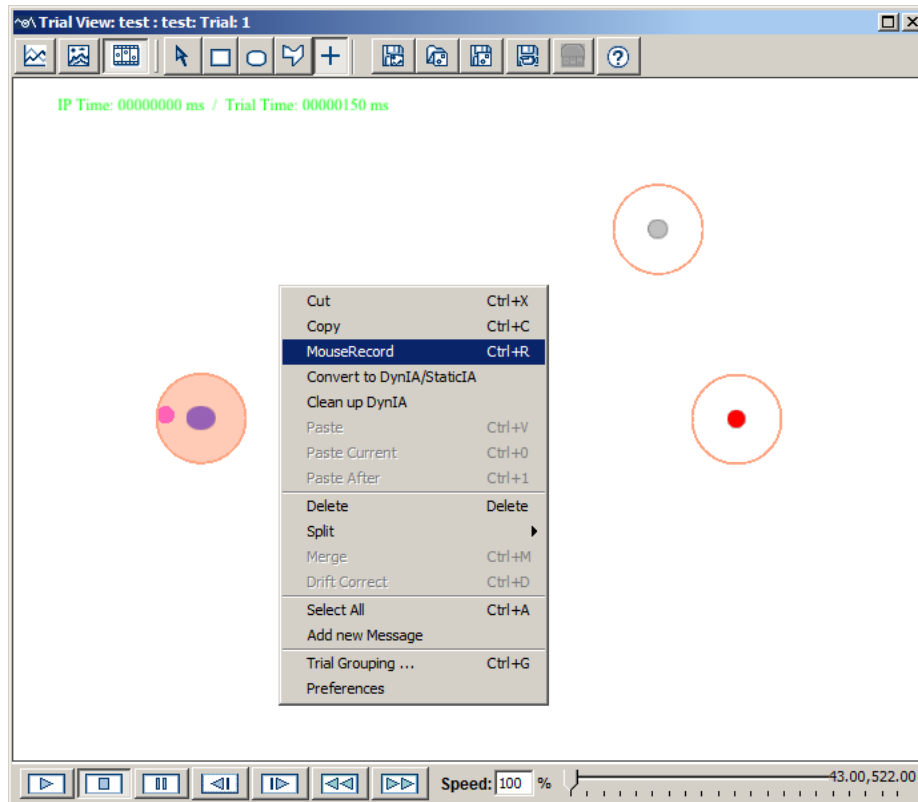 Trial View: test : test: Trial: 1
IP Time: 00000000 ms / Trial Time: 00000150 ms
Cut Ctrl+X
Copy Ctrl+C
MouseRecord Ctrl+R
Convert to DynIA/StaticIA
Clean up DynIA
Paste Ctrl+V
Paste Current Ctrl+0
Paste After Ctrl+1
Delete Delete
Split
Merge Ctrl+M
Drift Correct Ctrl+D
Select All Ctrl+A
Add new Message
Trial Grouping ... Ctrl+G
Preferences
Speed: 100 % 43.00,522.00